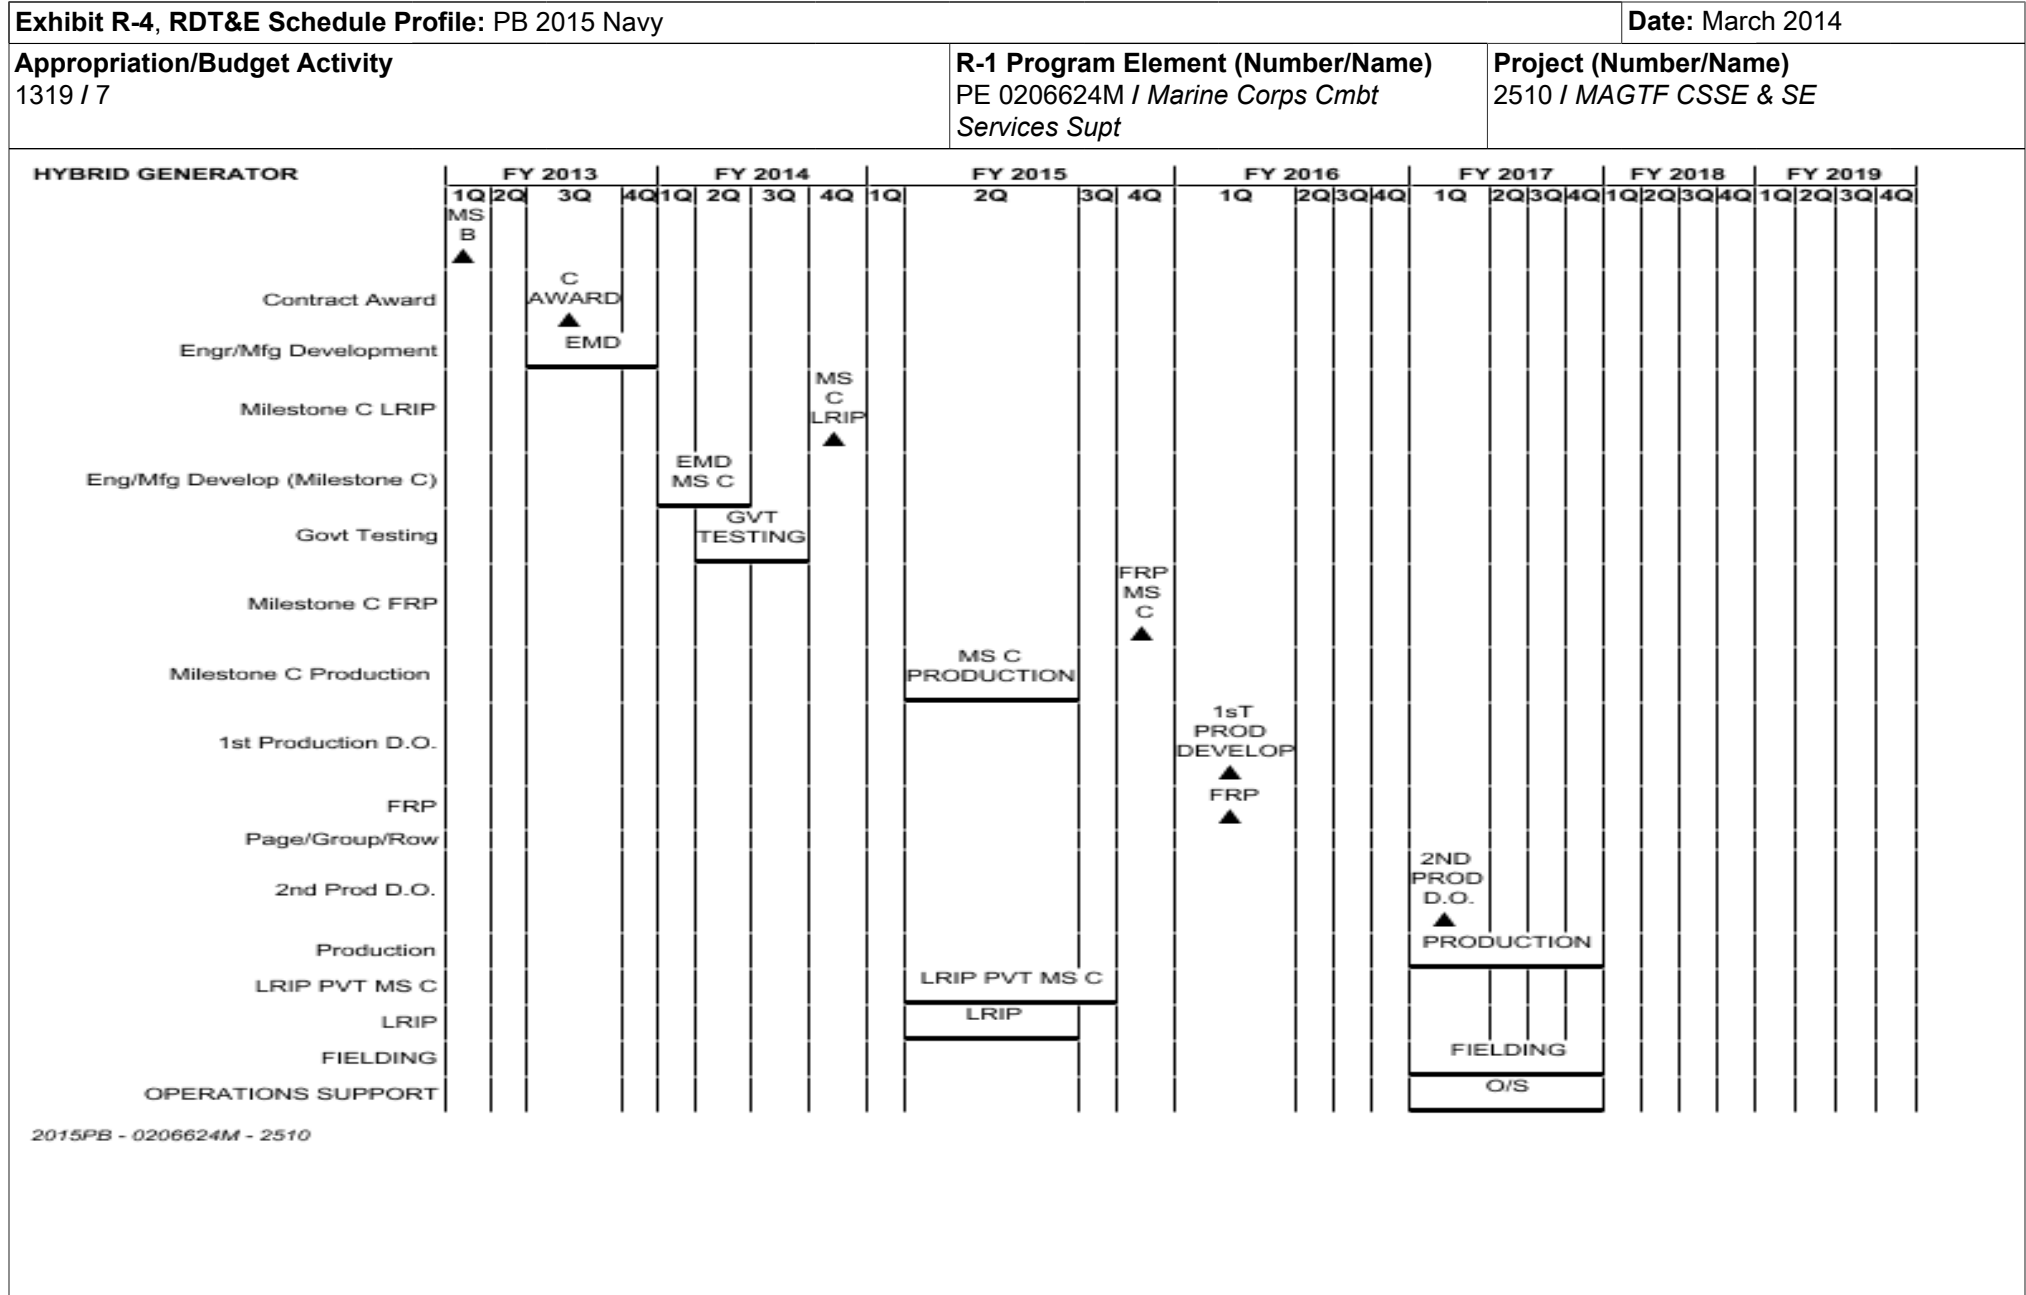 Exhibit R-4, RDT&E Schedule Profile: PB 2015 Navy
Date: March 2014
Appropriation/Budget Activity
1319 / 7
R-1 Program Element (Number/Name)
PE 0206624M / Marine Corps Cmbt
Services Supt
Project (Number/Name)
2510 / MAGTF CSSE & SE
HYBRID GENERATOR
FY 2013 FY 2014 FY 2015 FY 2016 FY 2017 FY 2018 FY 2019
1Q 2Q 3Q 4Q 1Q 2Q 3Q 4Q 1Q 2Q 3Q 4Q 1Q 2Q 3Q 4Q 1Q 2Q 3Q 4Q 1Q 2Q 3Q 4Q 1Q 2Q 3Q 4Q
MS
B
Contract Award
C
AWARD
Engr/Mfg Development
EMD
Milestone C LRIP
MS
C
LRIP
Eng/Mfg Develop (Milestone C)
EMD
MS C
Govt Testing
GVT
TESTING
Milestone C FRP
FRP
MS
C
Milestone C Production
MS C
PRODUCTION
1st Production D.O.
1sT
PROD
DEVELOP
FRP
FRP
Page/Group/Row
2nd Prod D.O.
2ND
PROD
D.O.
Production
PRODUCTION
LRIP PVT MS C
LRIP PVT MS C
LRIP
LRIP
FIELDING
FIELDING
OPERATIONS SUPPORT
O/S
2015PB - 0206624M - 2510